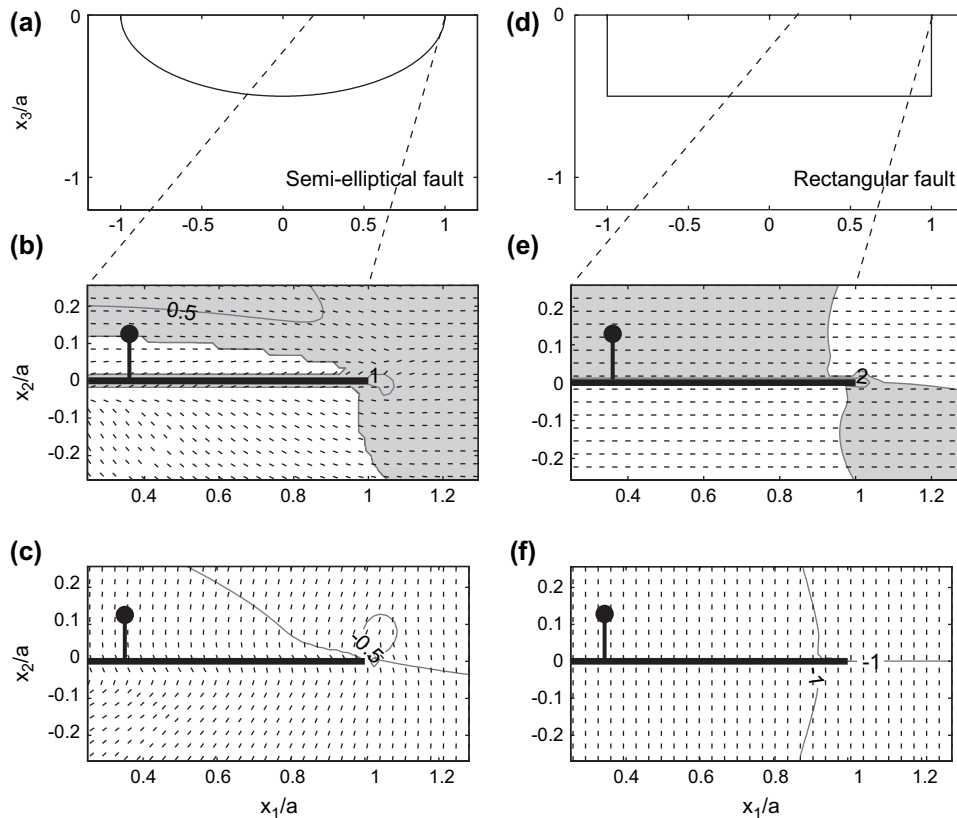 (a)
0
-1
x3/a
-1 -0.5 0 0.5 1
Semi-elliptical fault
(d)
0
-1
-1 -0.5 0 0.5 1
Rectangular fault
(b)
0.2
0.1
0
-0.1
-0.2
x2/a
0.5
1
0.4 0.6 0.8 1 1.2
(e)
0.2
0.1
0
-0.1
-0.2
2
0.4 0.6 0.8 1 1.2
(c)
0.2
0.1
0
-0.1
-0.2
x2/a
-0.5
0.4 0.6 0.8 1 1.2
x1/a
(f)
0.2
0.1
0
-0.1
-0.2
-1
-1
0.4 0.6 0.8 1 1.2
x1/a